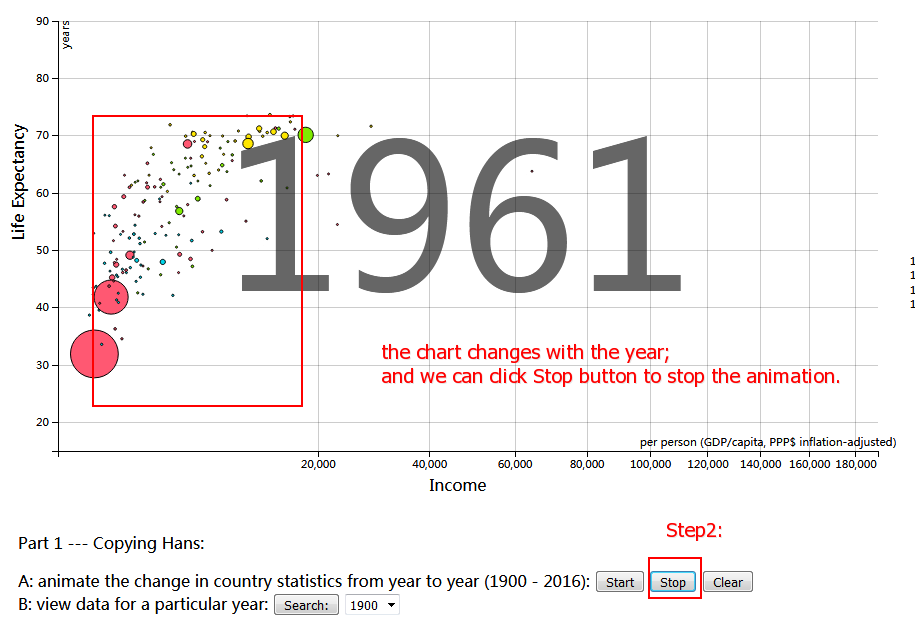 90
years
80
70
60
50
40
30
20
Life Expectancy
1961
1
1
1
1
the chart changes with the year;
and we can click Stop button to stop the animation.
per person (GDP/capita, PPP$ inflation-adjusted)
20,000 40,000 60,000 80,000 100,000 120,000 140,000 160,000 180,000
Income
Step2:
Part 1 --- Copying Hans:
A: animate the change in country statistics from year to year (1900 - 2016): Start Stop Clear
B: view data for a particular year: Search: 1900